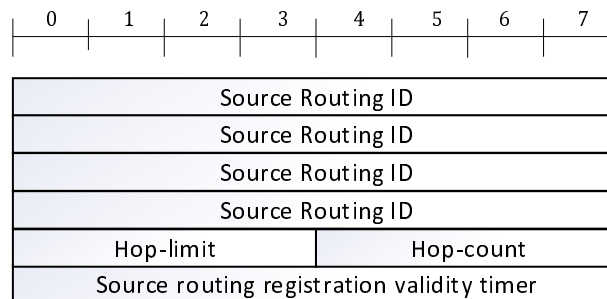 0 1 2 3 4 5 6 7
Source Routing ID
Source Routing ID
Source Routing ID
Source Routing ID
Hop-limit Hop-count
Source routing registration validity timer